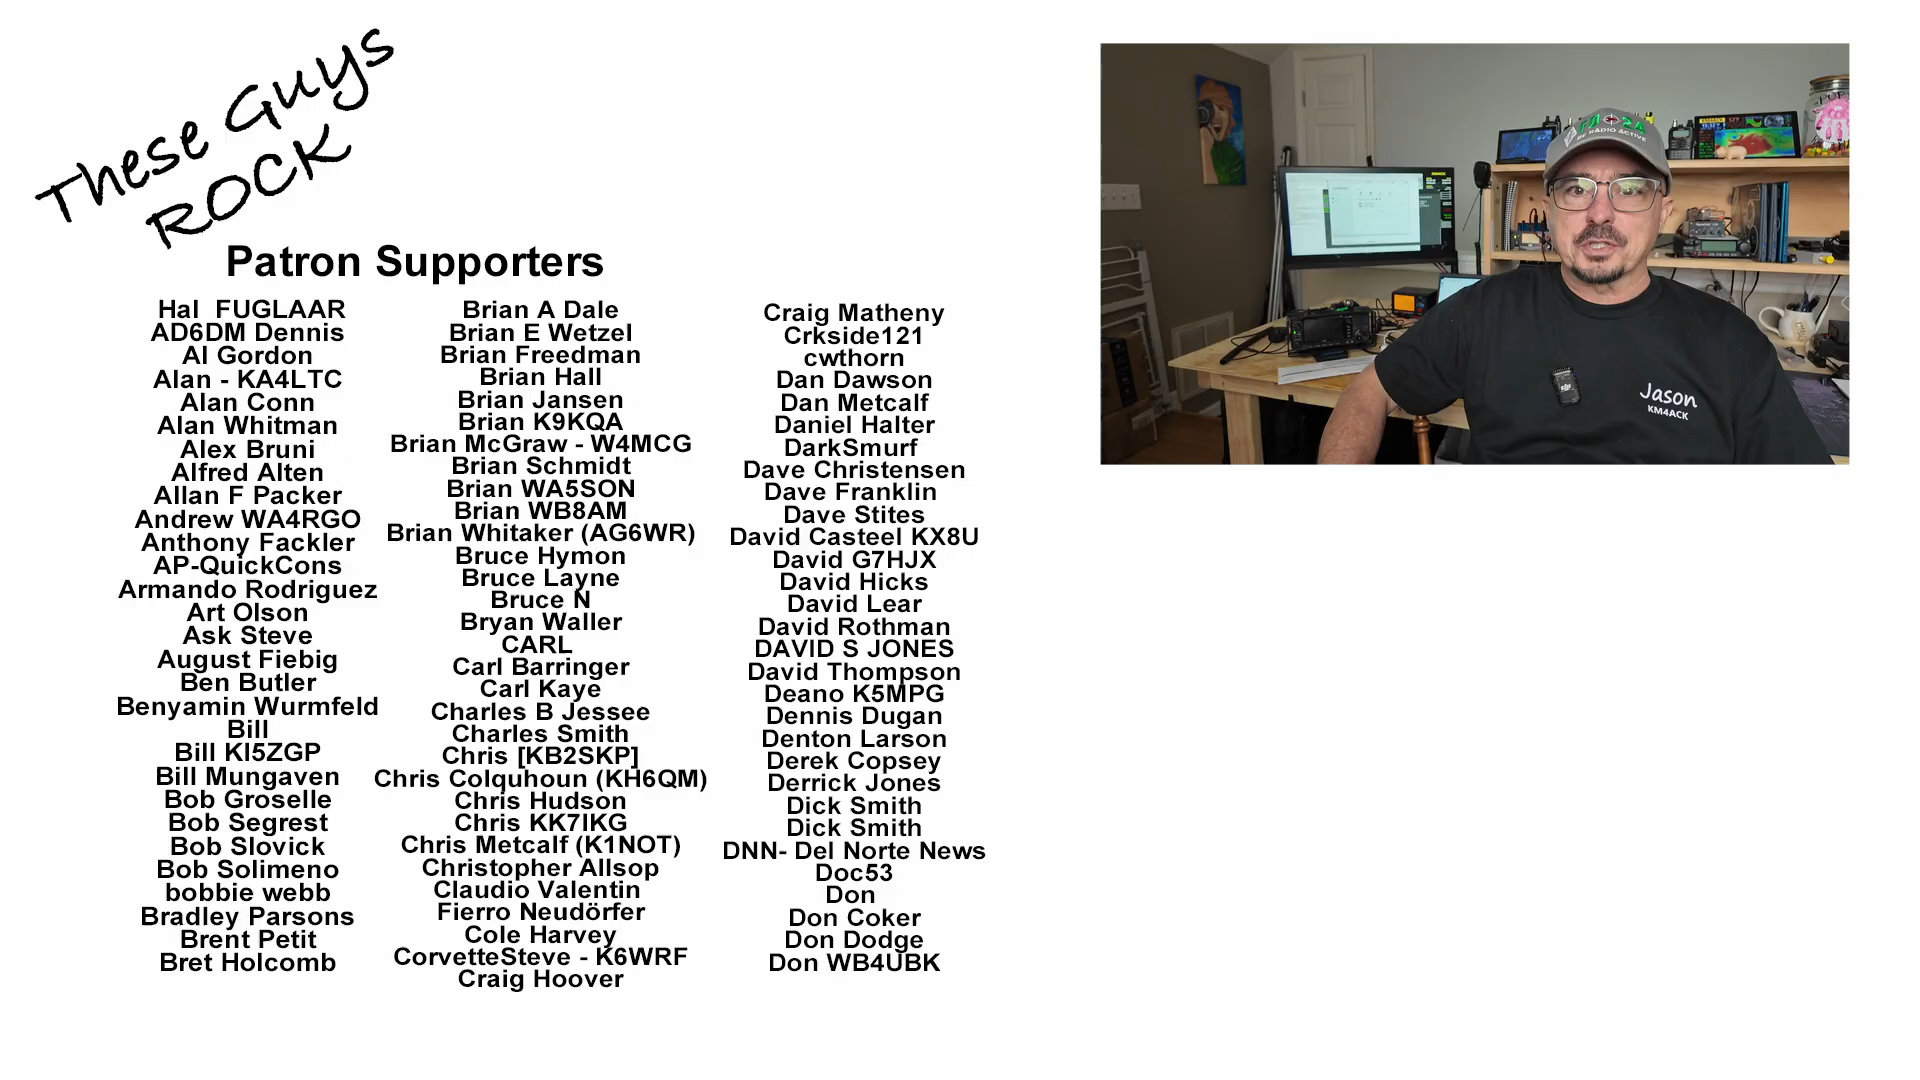 These Guys
ROCK
Patron Supporters
Hal  FUGLAAR
AD6DM Dennis
Al Gordon
Alan - KA4LTC
Alan Conn
Alan Whitman
Alex Bruni
Alfred Alten
Allan F Packer
Andrew WA4RGO
Anthony Fackler
AP-QuickCons
Armando Rodriguez
Art Olson
Ask Steve
August Fiebig
Ben Butler
Benyamin Wurmfeld
Bill
Bill KI5ZGP
Bill Mungaven
Bob Groselle
Bob Segrest
Bob Slovick
Bob Solimeno
bobbie webb
Bradley Parsons
Brent Petit
Bret Holcomb
Brian A Dale
Brian E Wetzel
Brian Freedman
Brian Hall
Brian Jansen
Brian K9KQA
Brian McGraw - W4MCG
Brian Schmidt
Brian WA5SON
Brian WB8AM
Brian Whitaker (AG6WR)
Bruce Hymon
Bruce Layne
Bruce N
Bryan Waller
CARL
Carl Barringer
Carl Kaye
Charles B Jessee
Charles Smith
Chris [KB2SKP]
Chris Colquhoun (KH6QM)
Chris Hudson
Chris KK7IKG
Chris Metcalf (K1NOT)
Christopher Allsop
Claudio Valentin
Fierro Neudörfer
Cole Harvey
CorvetteSteve - K6WRF
Craig Hoover
Craig Matheny
Crkside121
cwthorn
Dan Dawson
Dan Metcalf
Daniel Halter
DarkSmurf
Dave Christensen
Dave Franklin
Dave Stites
David Casteel KX8U
David G7HJX
David Hicks
David Lear
David Rothman
DAVID S JONES
David Thompson
Deano K5MPG
Dennis Dugan
Denton Larson
Derek Copsey
Derrick Jones
Dick Smith
Dick Smith
DNN- Del Norte News
Doc53
Don
Don Coker
Don Dodge
Don WB4UBK
RADIO ACTIVE
Jason
KM4ACK
dji